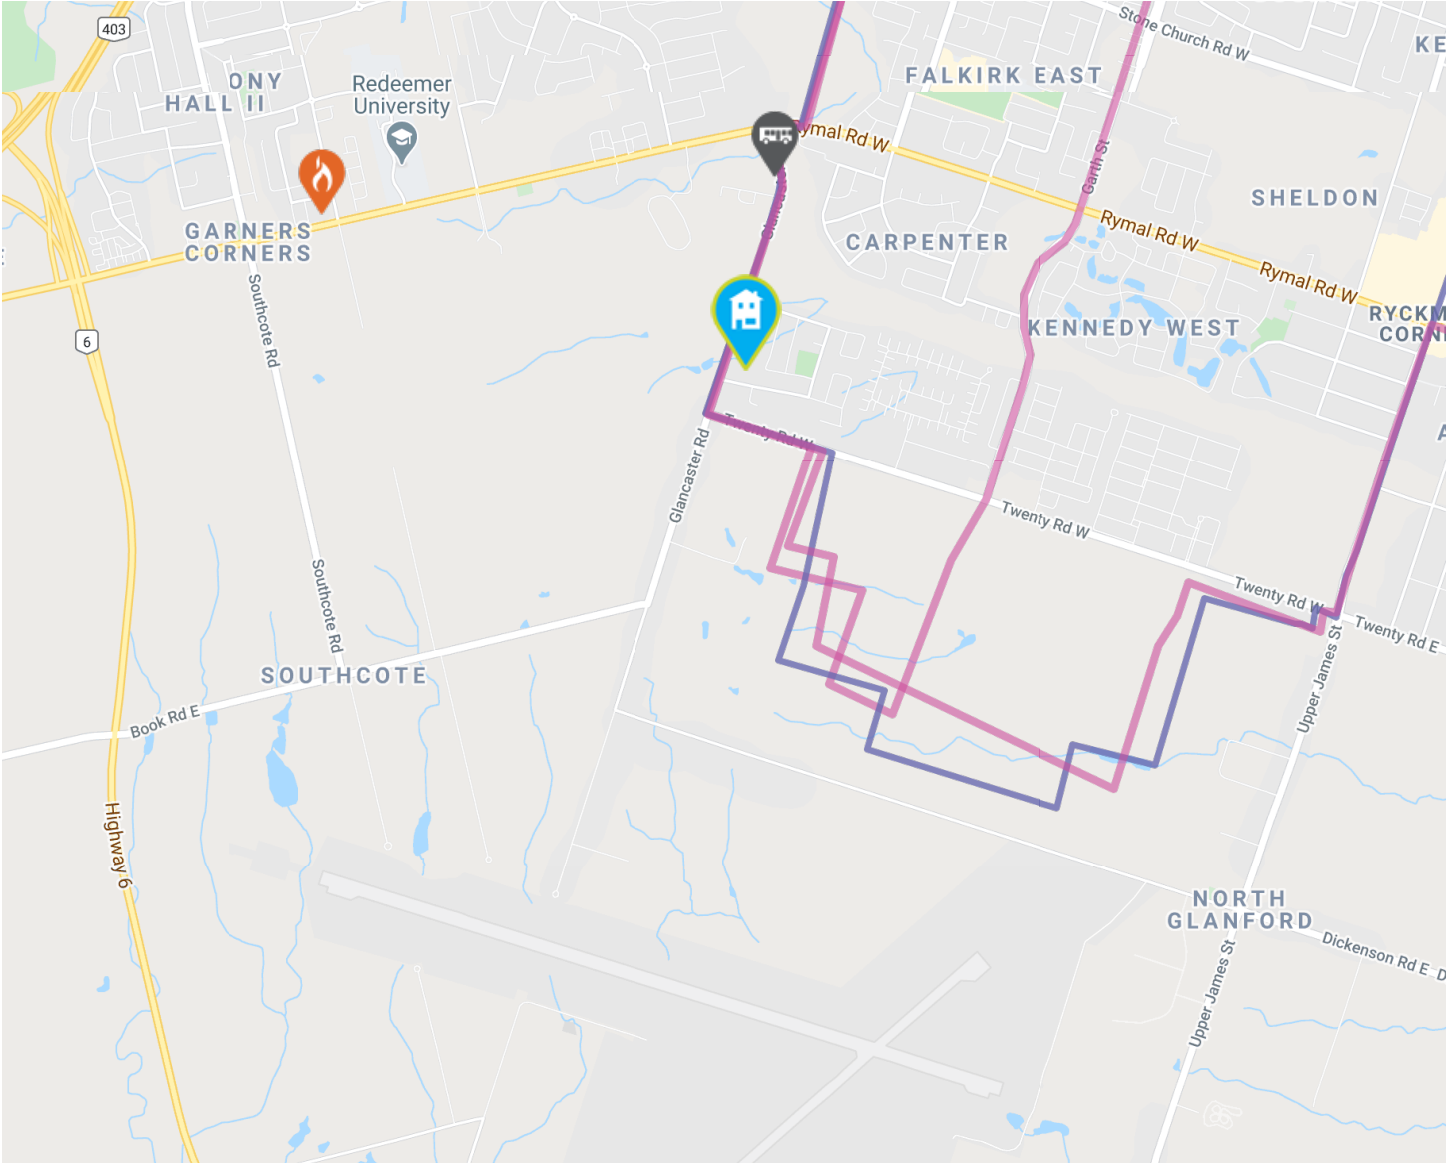 403
Stone Church Rd W
KE
FALKIRK EAST
ONY
HALL II
Redeemer
University
Rymal Rd W
Garth St
SHELDON
GARNERS
CORNERS
CARPENTER
Rymal Rd W
Rymal Rd W
Southcote Rd
6
KENNEDY WEST
RYCKM
CORN
Twenty Rd W
Glancaster Rd
Twenty Rd W
Southcote Rd
Twenty Rd W
Twenty Rd E
SOUTHCOTE
Upper James St
Book Rd E
Highway 6
NORTH
GLANFORD
Dickenson Rd E
D
Upper James St